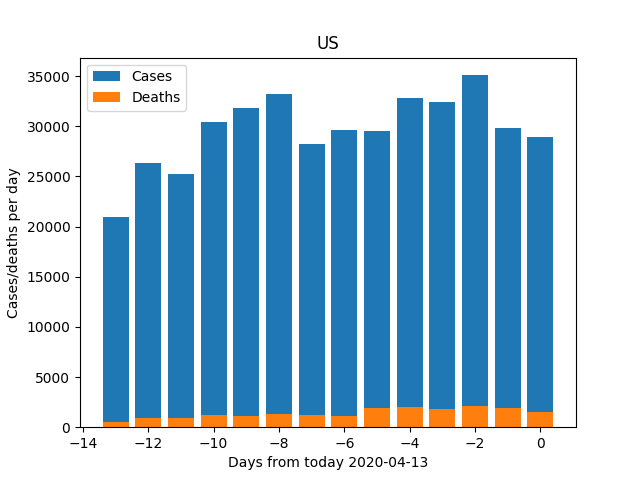 US
Cases
Deaths
35000
30000
25000
20000
15000
10000
5000
0
Cases/deaths per day
−14 −12 −10 −8 −6 −4 −2 0
Days from today 2020-04-13